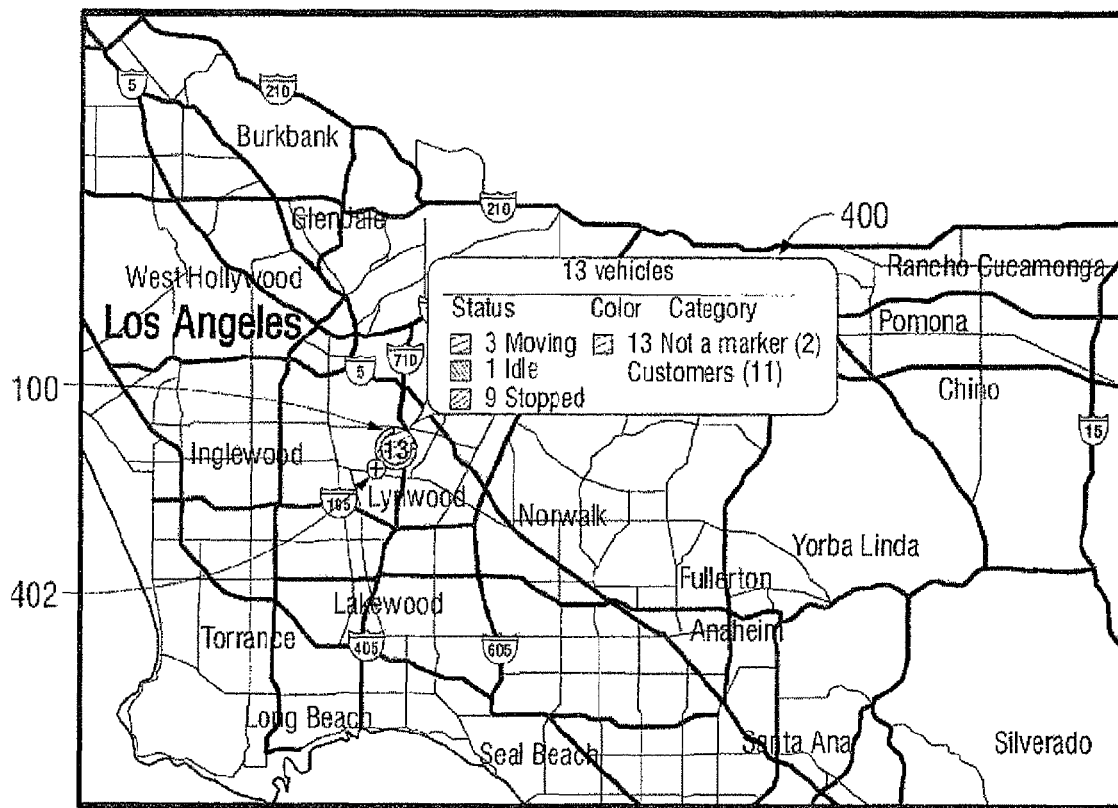 5
210
Burkbank
210
400
Glendale
West Hollywood
13 vehicles
Rancho Cucamonga
Status Color Category
Los Angeles
Pomona
3 Moving 13 Not a marker (2)
1 Idle Customers (11)
9 Stopped
710
5
100
Chino
15
13
Inglewood
Lynwood
105
Norwalk
Yorba Linda
Fullerton
402
Lakewood
Anaheim
Torrance
405
605
Long Beach
Seal Beach
Santa Ana
Silverado